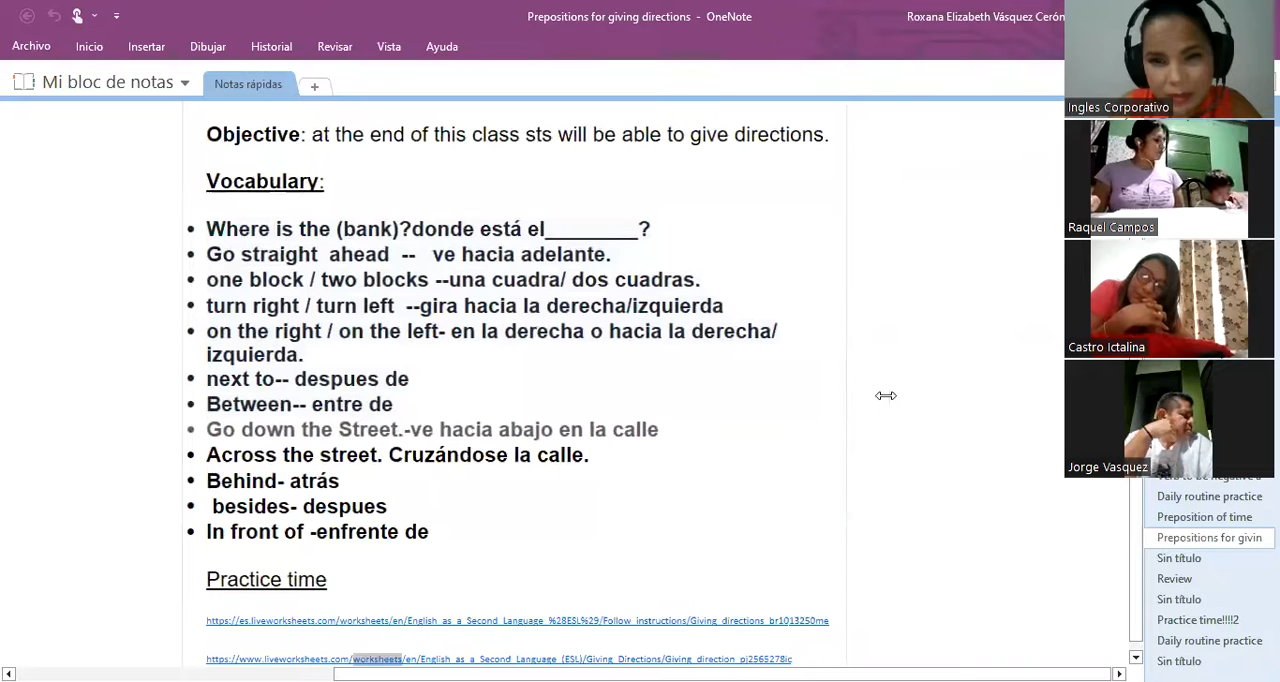 Prepositions for giving directions - OneNote
Roxana Elizabeth Vásquez Cerón
Archivo Inicio Insertar Dibujar Historial Revisar Vista Ayuda
Mi bloc de notas Notas rápidas +
Objective: at the end of this class sts will be able to give directions.
Vocabulary:
• Where is the (bank)?donde está el________?
• Go straight ahead -- ve hacia adelante.
• one block / two blocks --una cuadra/ dos cuadras.
• turn right / turn left --gira hacia la derecha/izquierda
• on the right / on the left- en la derecha o hacia la derecha/
izquierda.
• next to-- despues de
• Between-- entre de
• Go down the Street.-ve hacia abajo en la calle
• Across the street. Cruzándose la calle.
• Behind- atrás
• besides- despues
• In front of -enfrente de
Practice time
https://es.liveworksheets.com/worksheets/en/English_as_a_Second_Language_%28ESL%29/Follow_instructions/Giving_directions_br1013250me
https://www.liveworksheets.com/worksheets/en/English_as_a_Second_Language_(ESL)/Giving_Directions/Giving_direction_pi2565278ic
Ingles Corporativo
Raquel Campos
Castro Ictalina
Jorge Vasquez
Daily routine practice
Preposition of time
Prepositions for givin
Sin título
Review
Sin título
Practice time!!!!2
Daily routine practice
Sin título